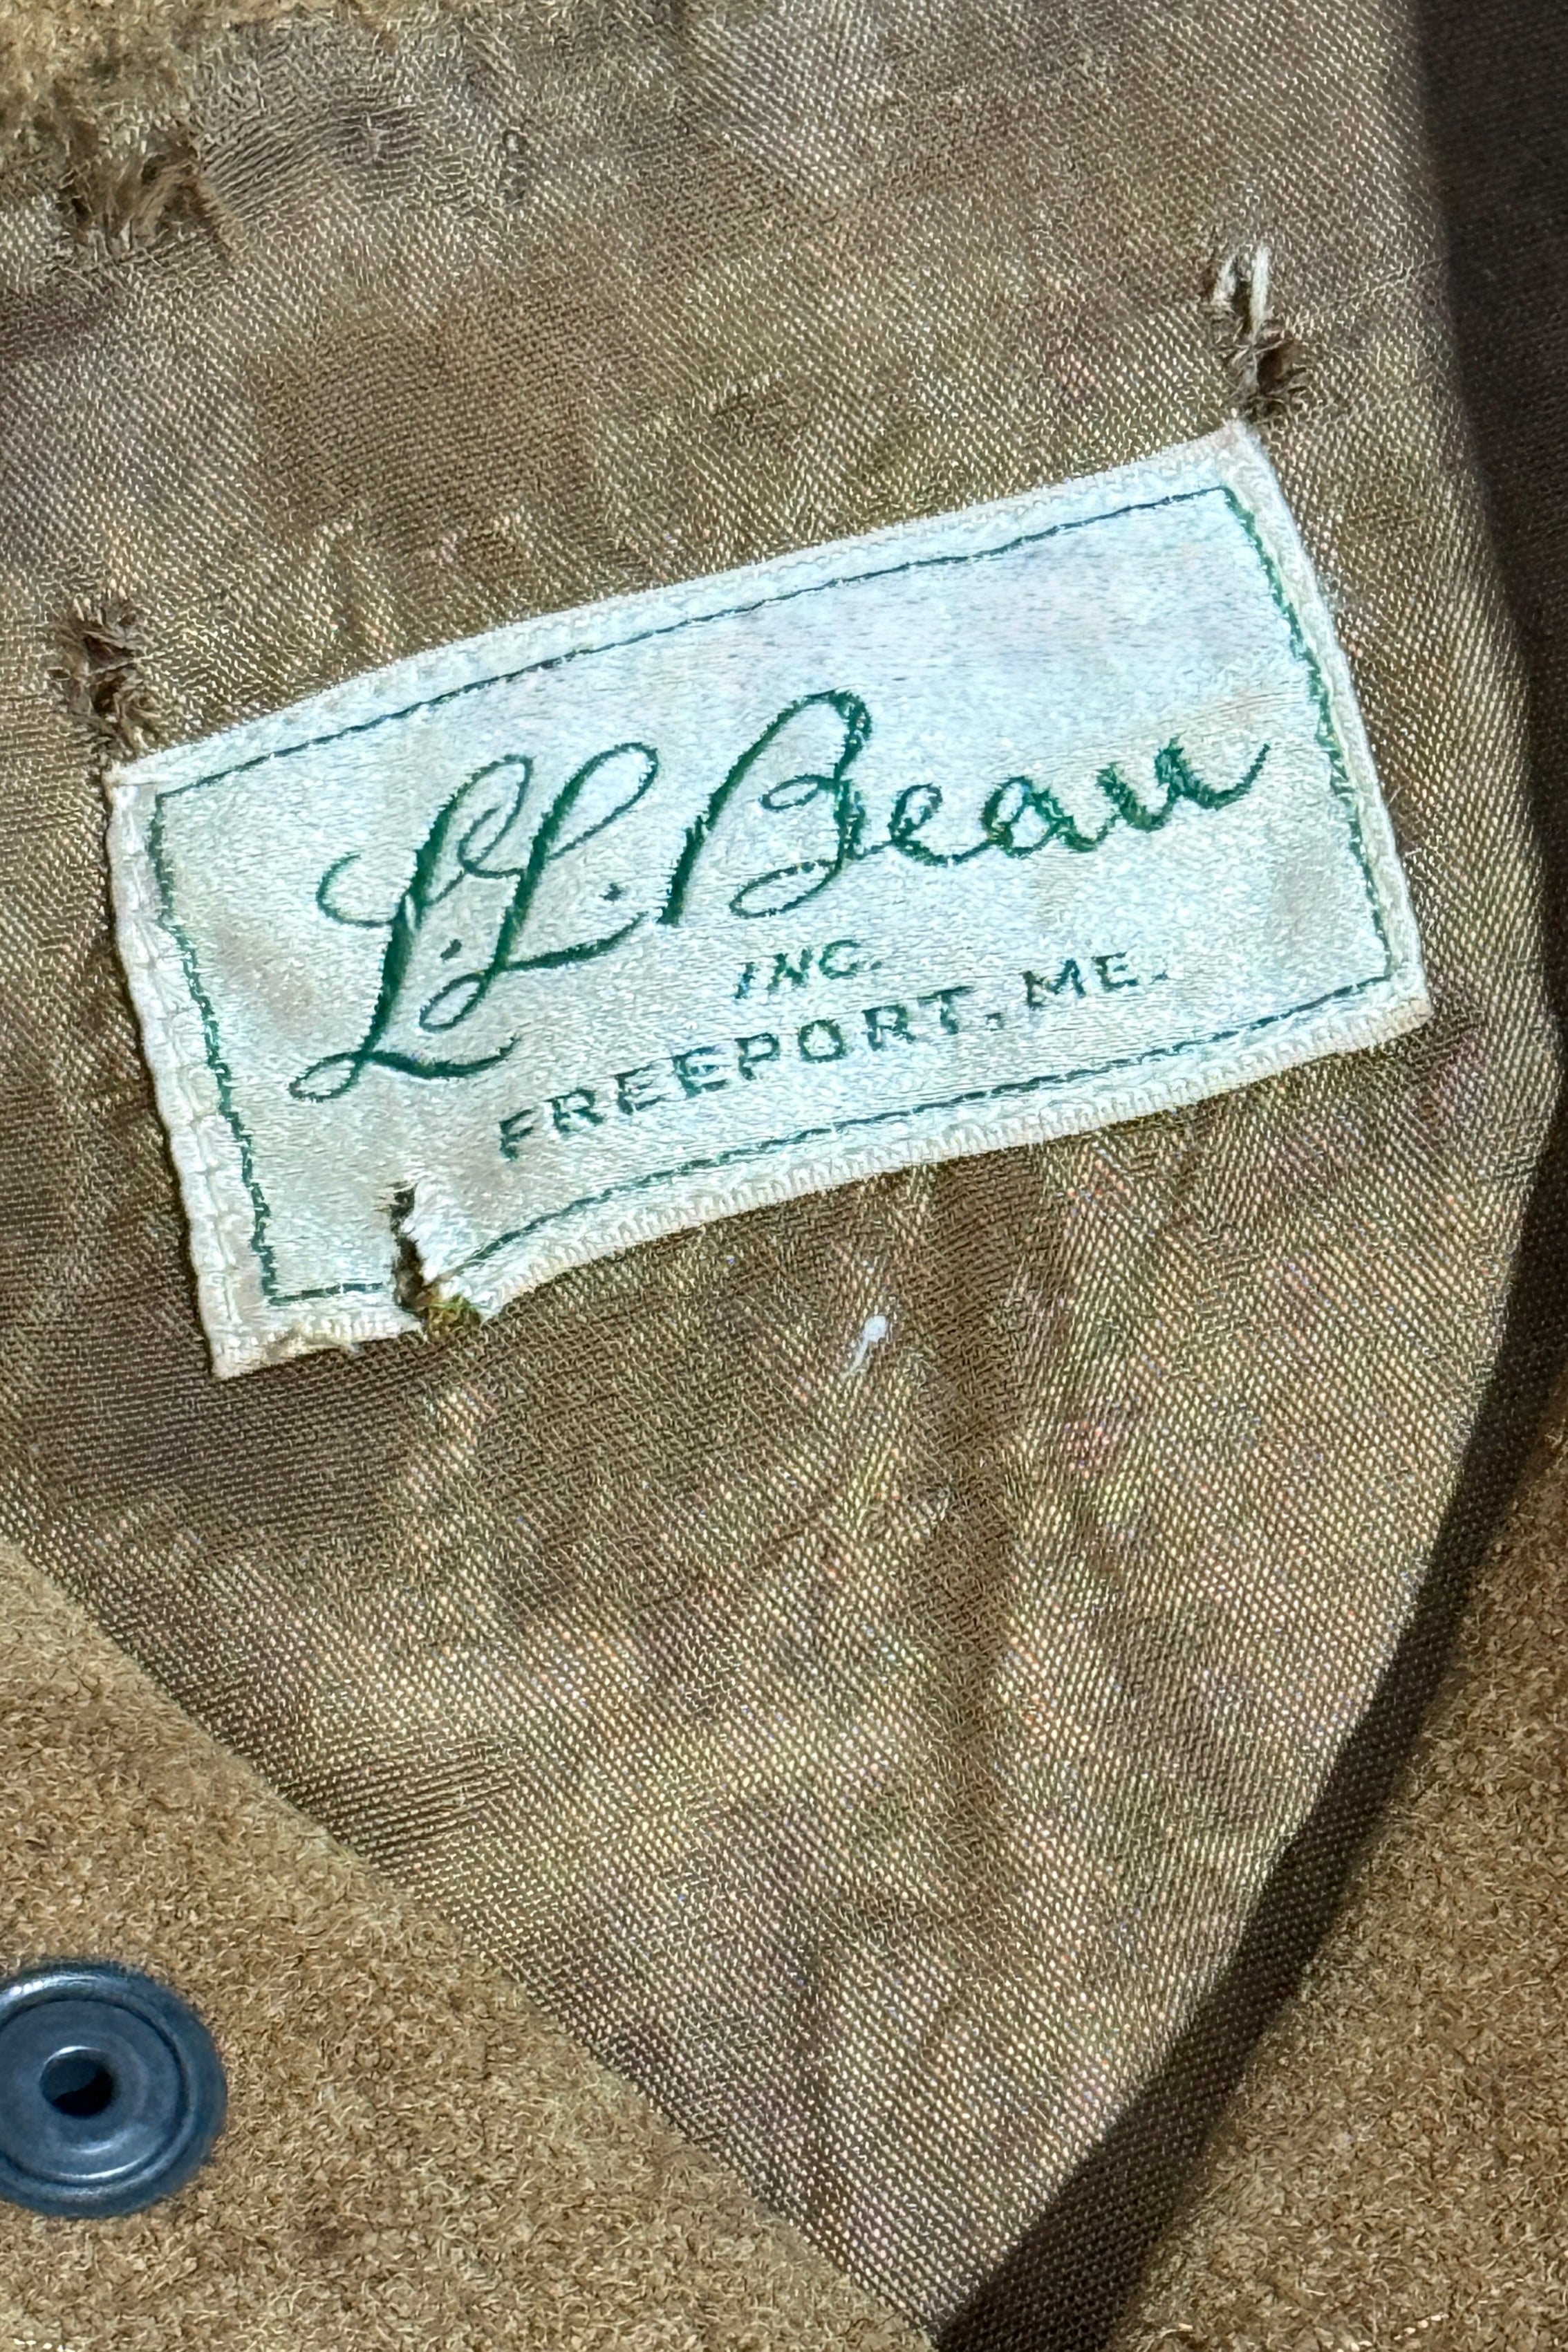 L.L. Bean
INC.
FREEPORT, ME.